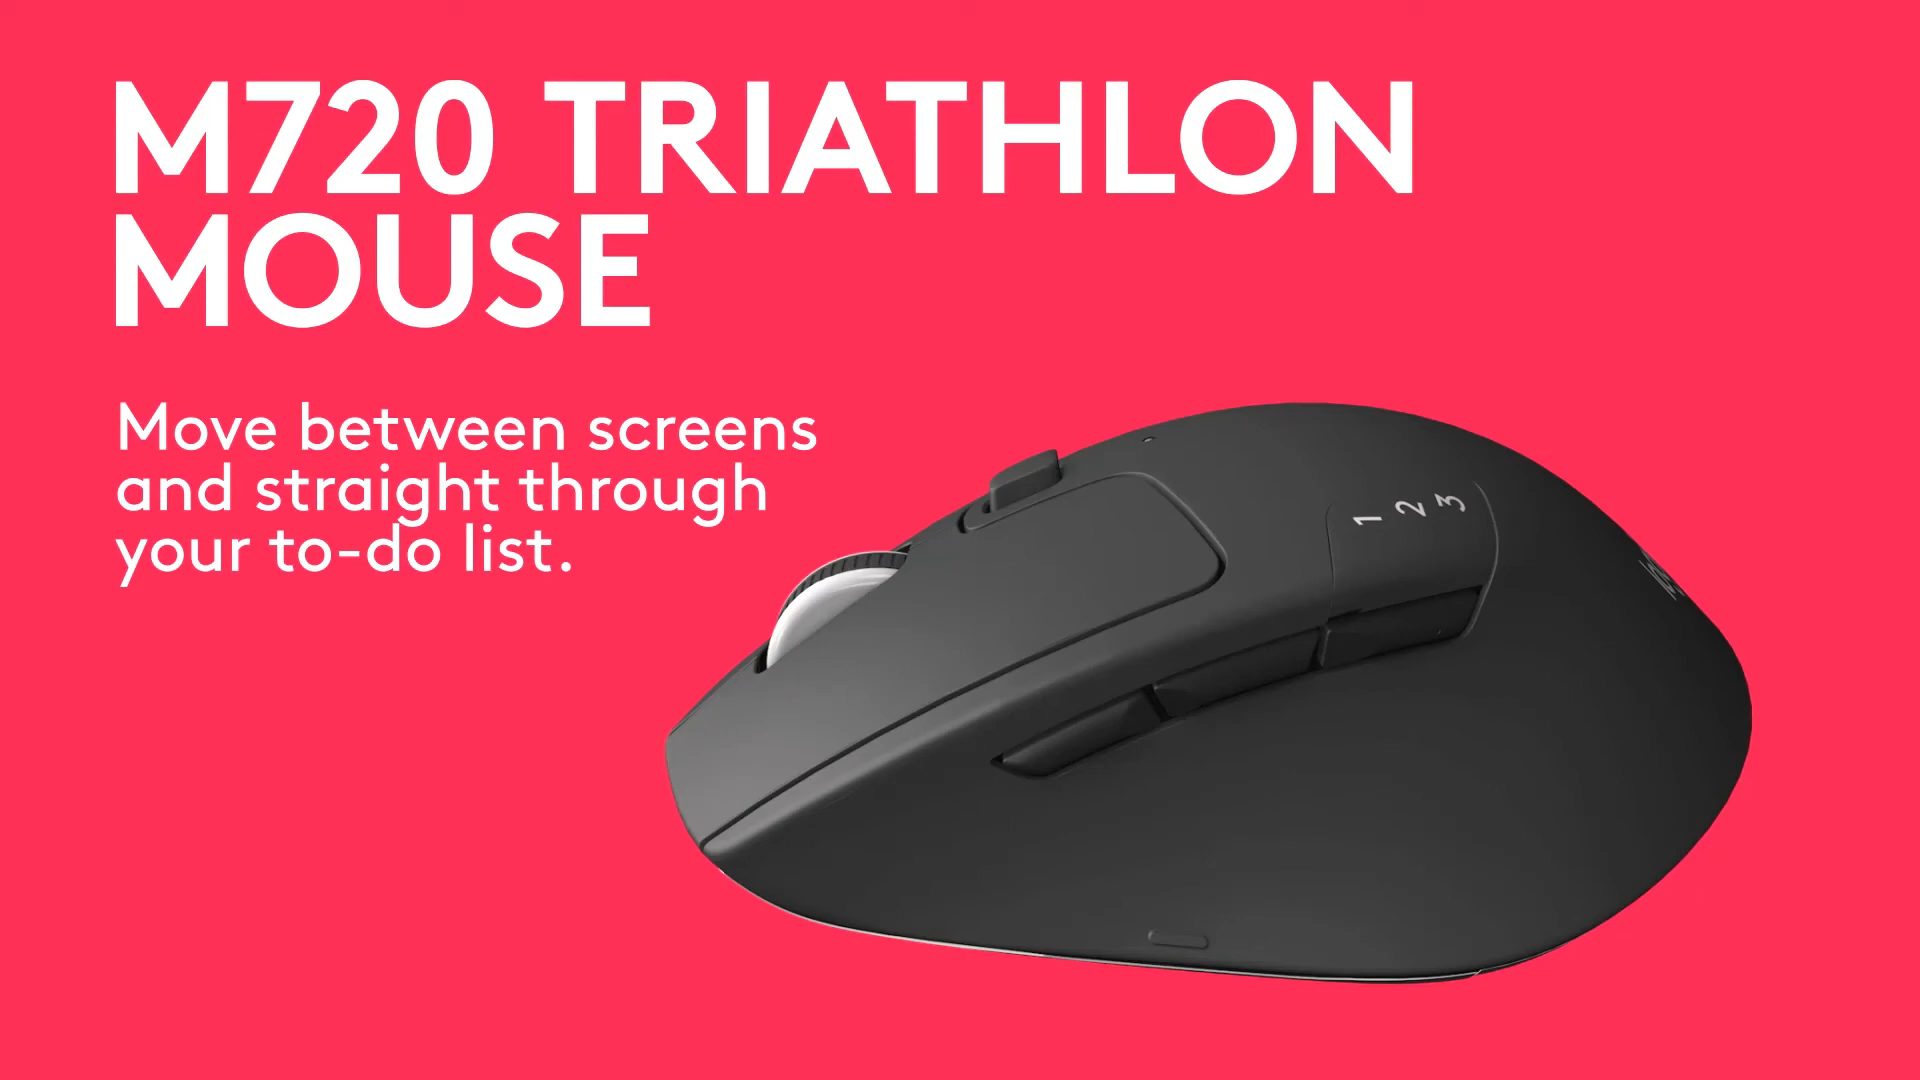 M720 TRIATHLON
MOUSE
Move between screens
and straight through
your to-do list.
1 2 3